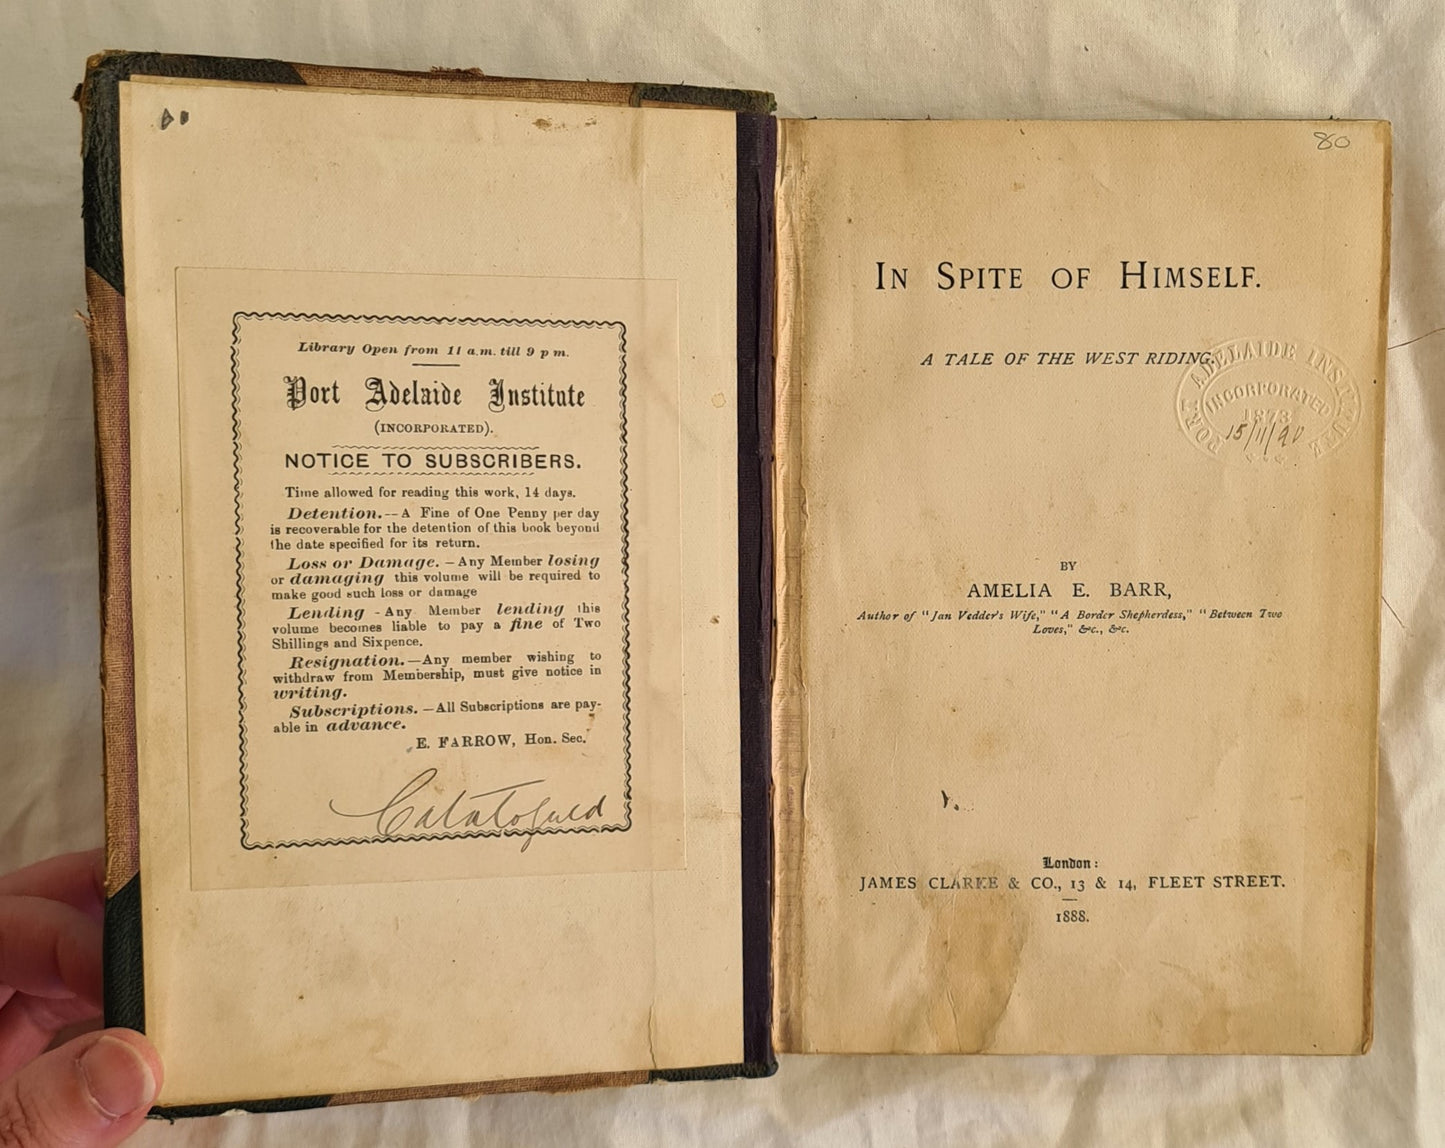 Library Open from 11 a.m. till 9 p m.
Port Adelaide Institute
(INCORPORATED).
NOTICE TO SUBSCRIBERS.
Time allowed for reading this work, 14 days.
Detention.—A Fine of One Penny per day
is recoverable for the detention of this book beyond
the date specified for its return.
Loss or Damage. — Any Member losing
or damaging this volume will be required to
make good such loss or damage
Lending - Any Member lending this
volume becomes liable to pay a fine of Two
Shillings and Sixpence.
Resignation.—Any member wishing to
withdraw from Membership, must give notice in
writing.
Subscriptions. —All Subscriptions are pay-
able in advance.
E. FARROW, Hon. Sec.
80
IN SPITE OF HIMSELF.
A TALE OF THE WEST RIDING.
PORT ADELAIDE INSTITUTE
INCORPORATED
1873
15/11/90
BY
AMELIA E. BARR,
Author of "Jan Vedder's Wife," "A Border Shepherdess," "Between Two
Loves," &c., &c.
London:
JAMES CLARKE & CO., 13 & 14, FLEET STREET.
1888.